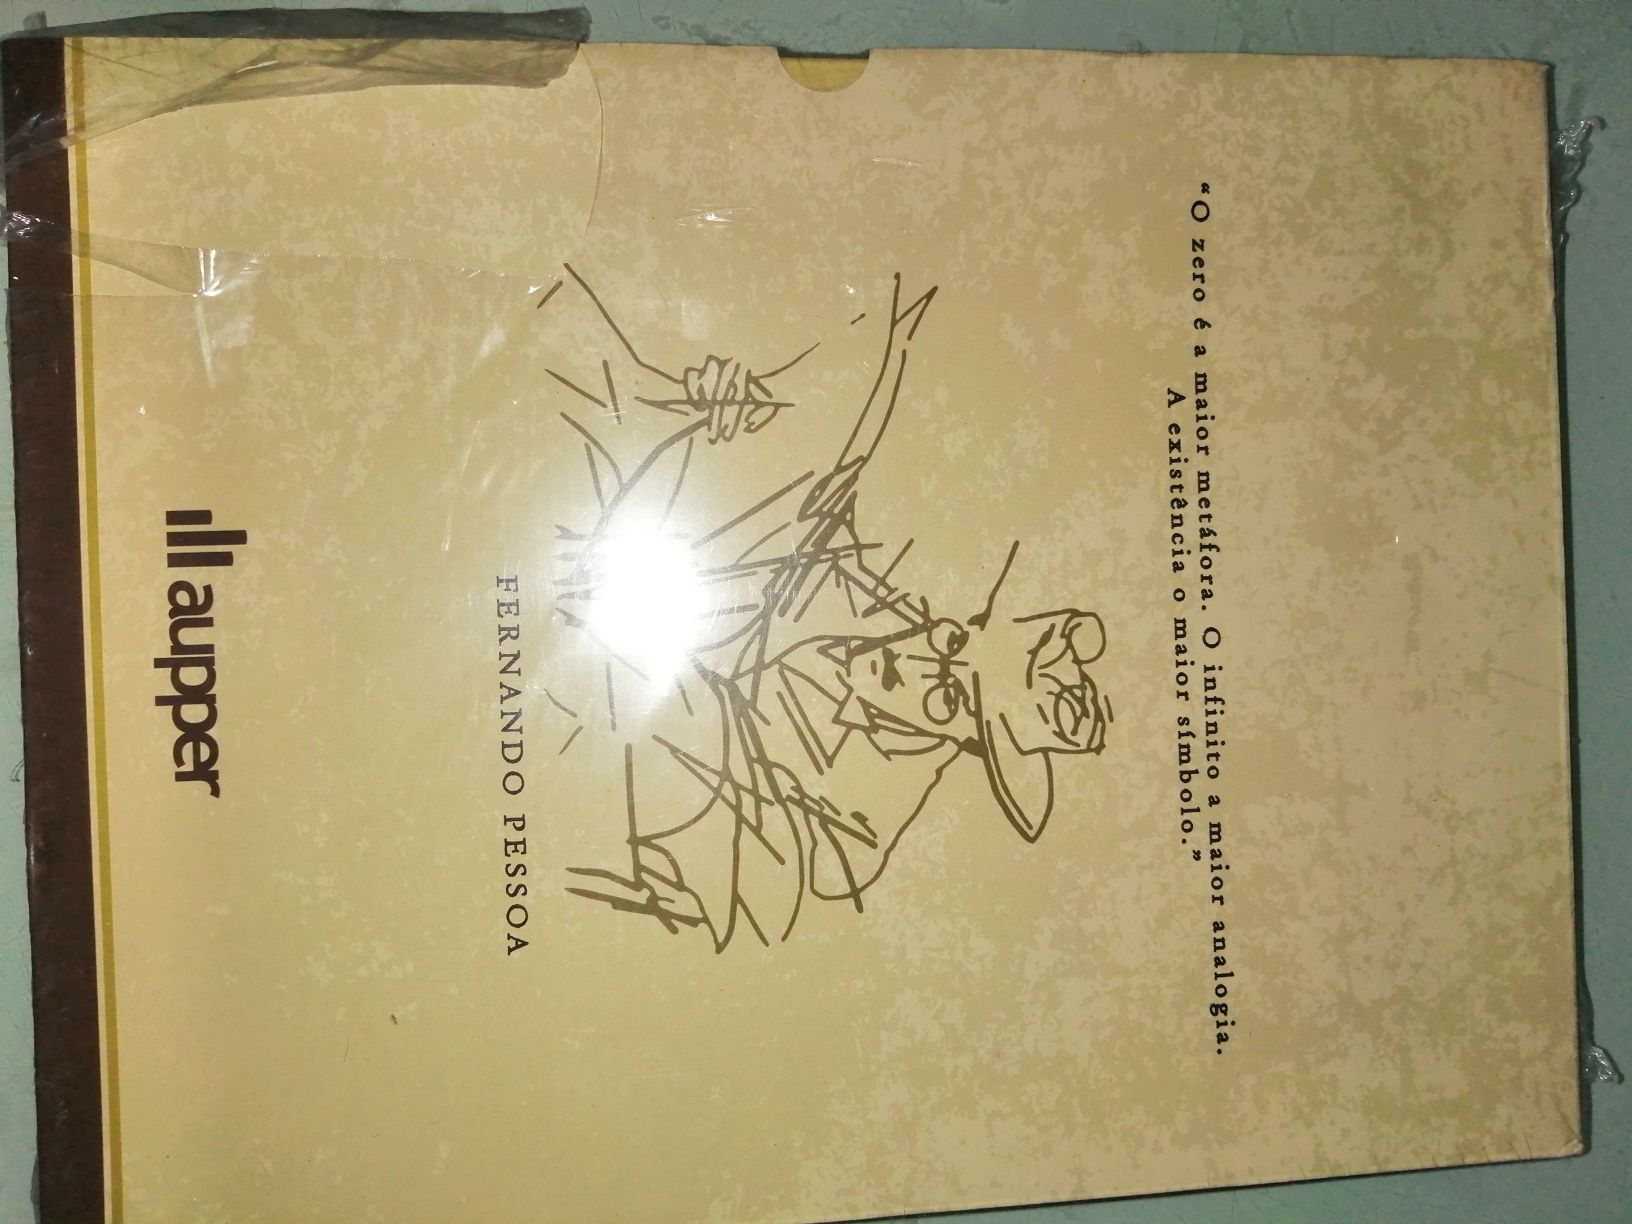 “O zero é a maior metáfora. O infinito a maior analogia.
A existência o maior símbolo.”
FERNANDO PESSOA
aupper